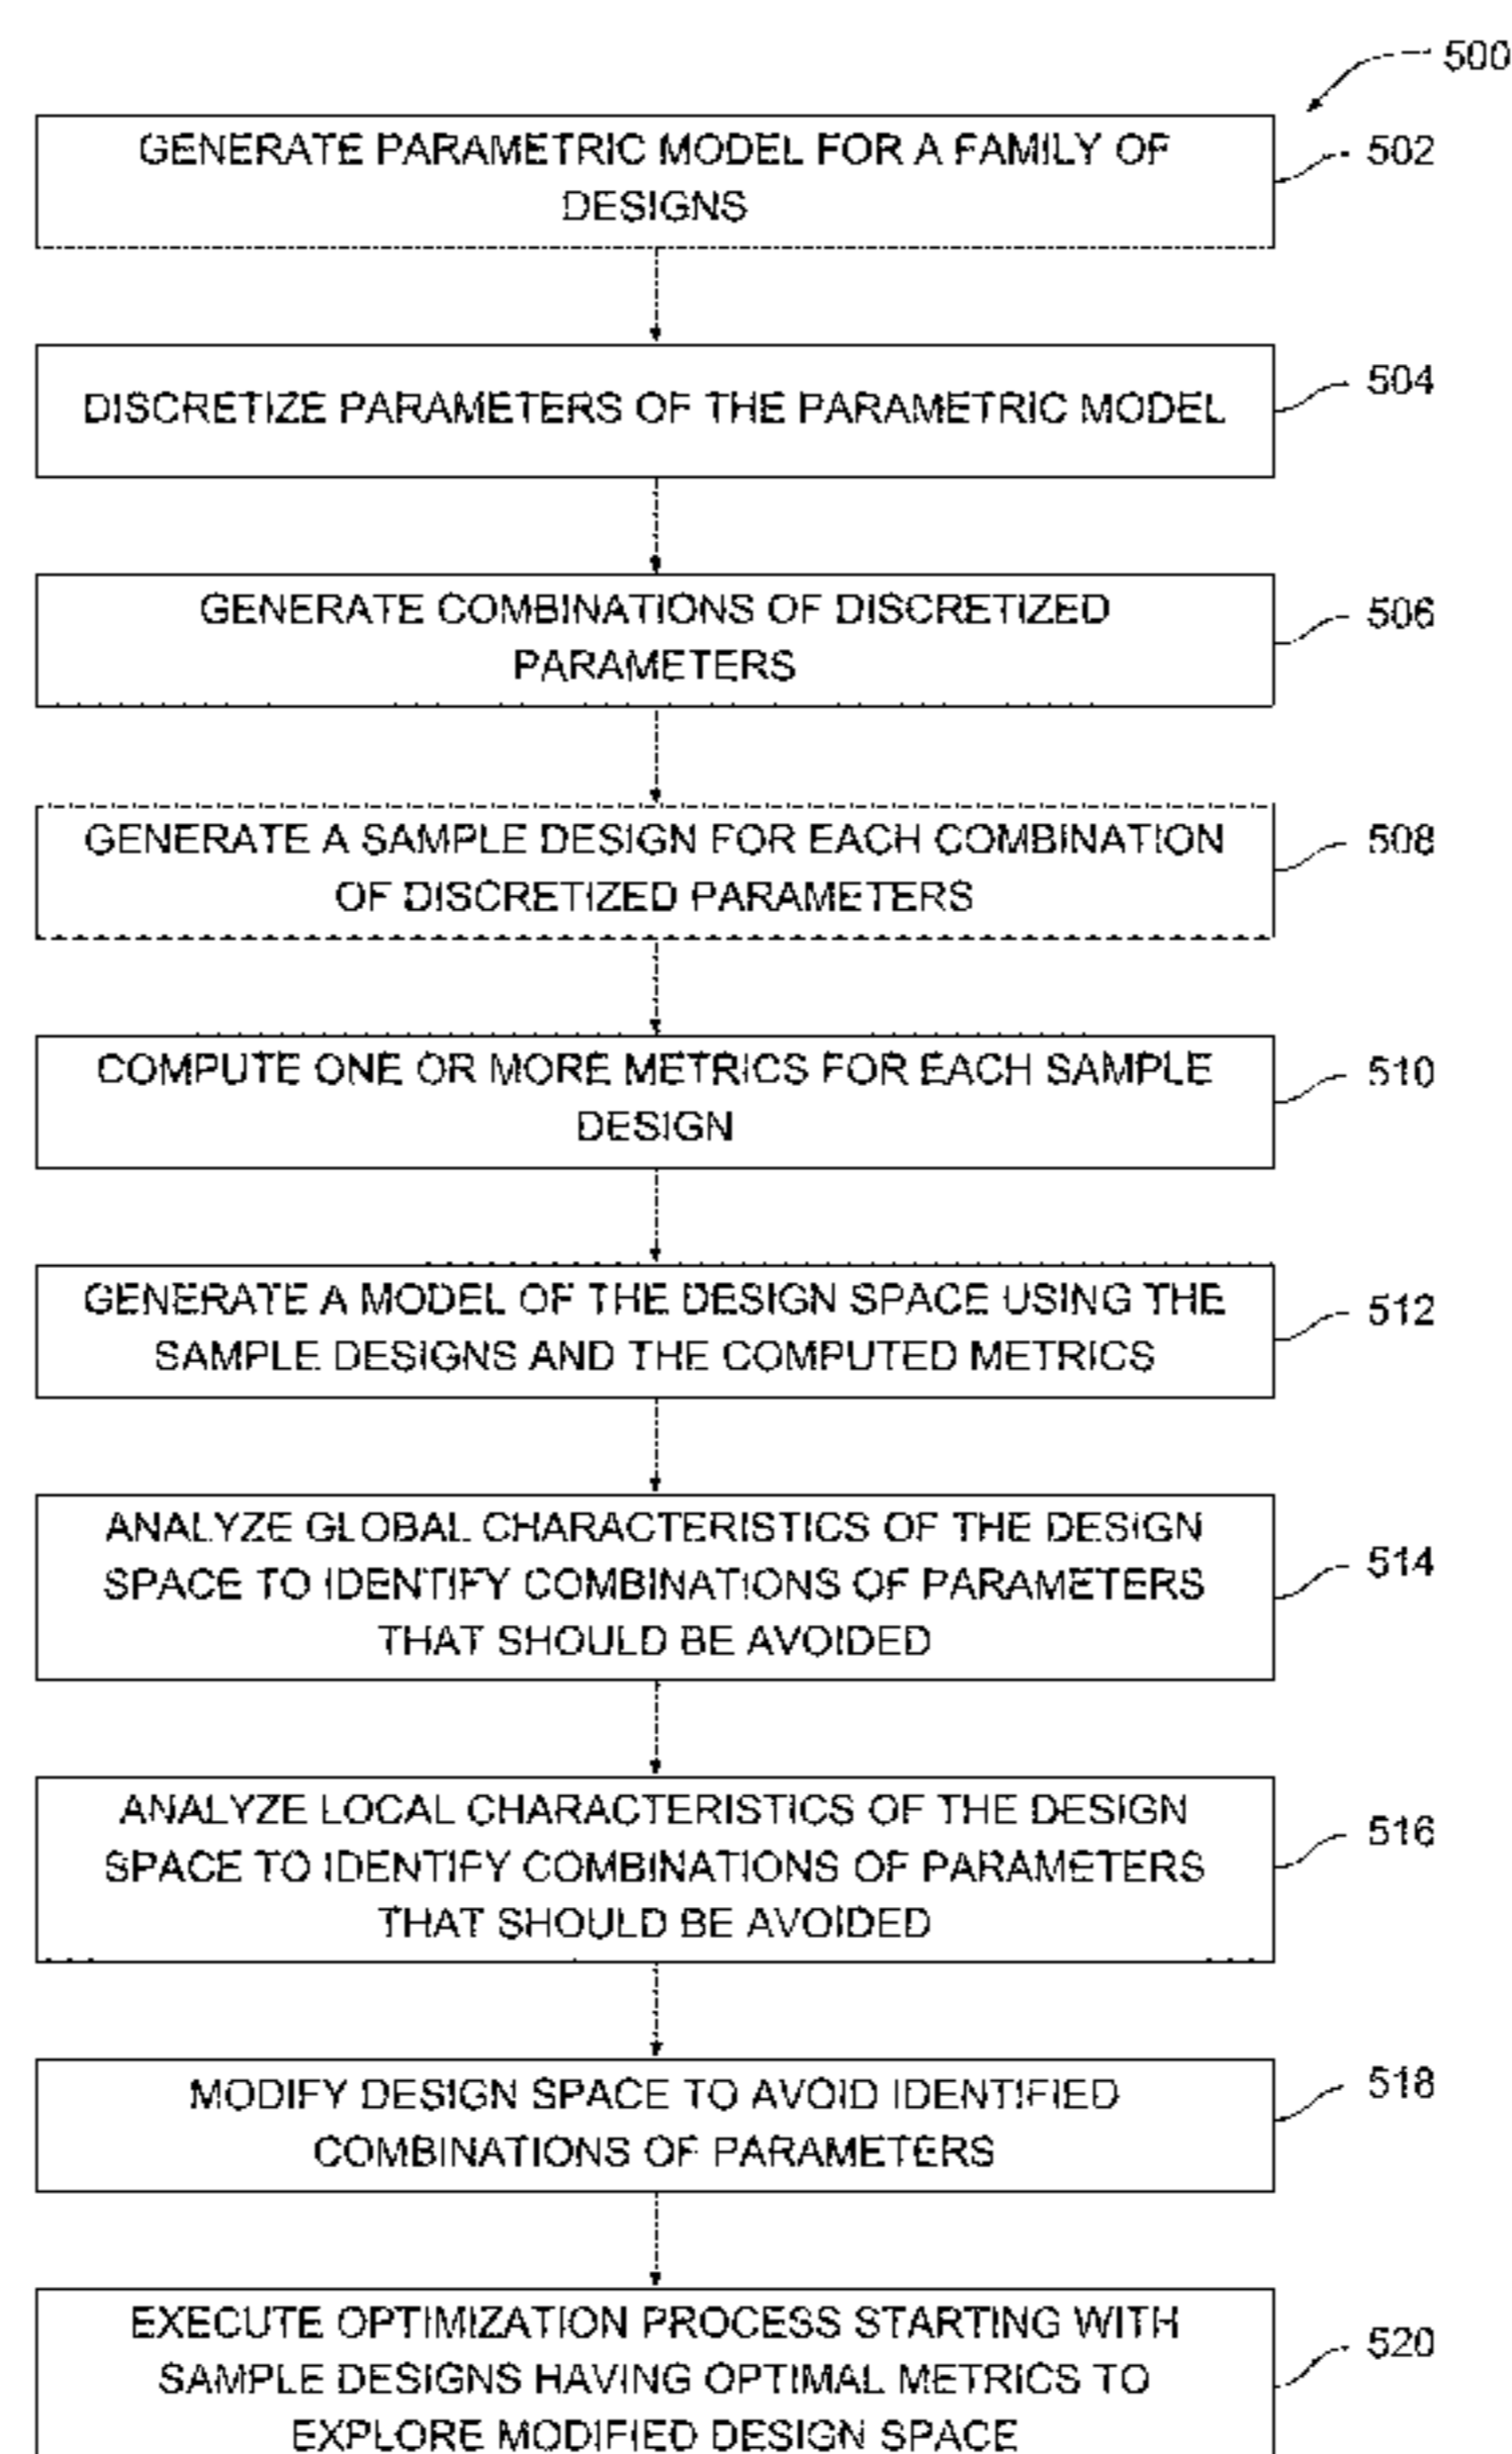 500
GENERATE PARAMETRIC MODEL FOR A FAMILY OF
DESIGNS
502
DISCRETIZE PARAMETERS OF THE PARAMETRIC MODEL
504
GENERATE COMBINATIONS OF DISCRETIZED
PARAMETERS
506
GENERATE A SAMPLE DESIGN FOR EACH COMBINATION
OF DISCRETIZED PARAMETERS
508
COMPUTE ONE OR MORE METRICS FOR EACH SAMPLE
DESIGN
510
GENERATE A MODEL OF THE DESIGN SPACE USING THE
SAMPLE DESIGNS AND THE COMPUTED METRICS
512
ANALYZE GLOBAL CHARACTERISTICS OF THE DESIGN
SPACE TO IDENTIFY COMBINATIONS OF PARAMETERS
THAT SHOULD BE AVOIDED
514
ANALYZE LOCAL CHARACTERISTICS OF THE DESIGN
SPACE TO IDENTIFY COMBINATIONS OF PARAMETERS
THAT SHOULD BE AVOIDED
516
MODIFY DESIGN SPACE TO AVOID IDENTIFIED
COMBINATIONS OF PARAMETERS
518
EXECUTE OPTIMIZATION PROCESS STARTING WITH
SAMPLE DESIGNS HAVING OPTIMAL METRICS TO
EXPLORE MODIFIED DESIGN SPACE
520